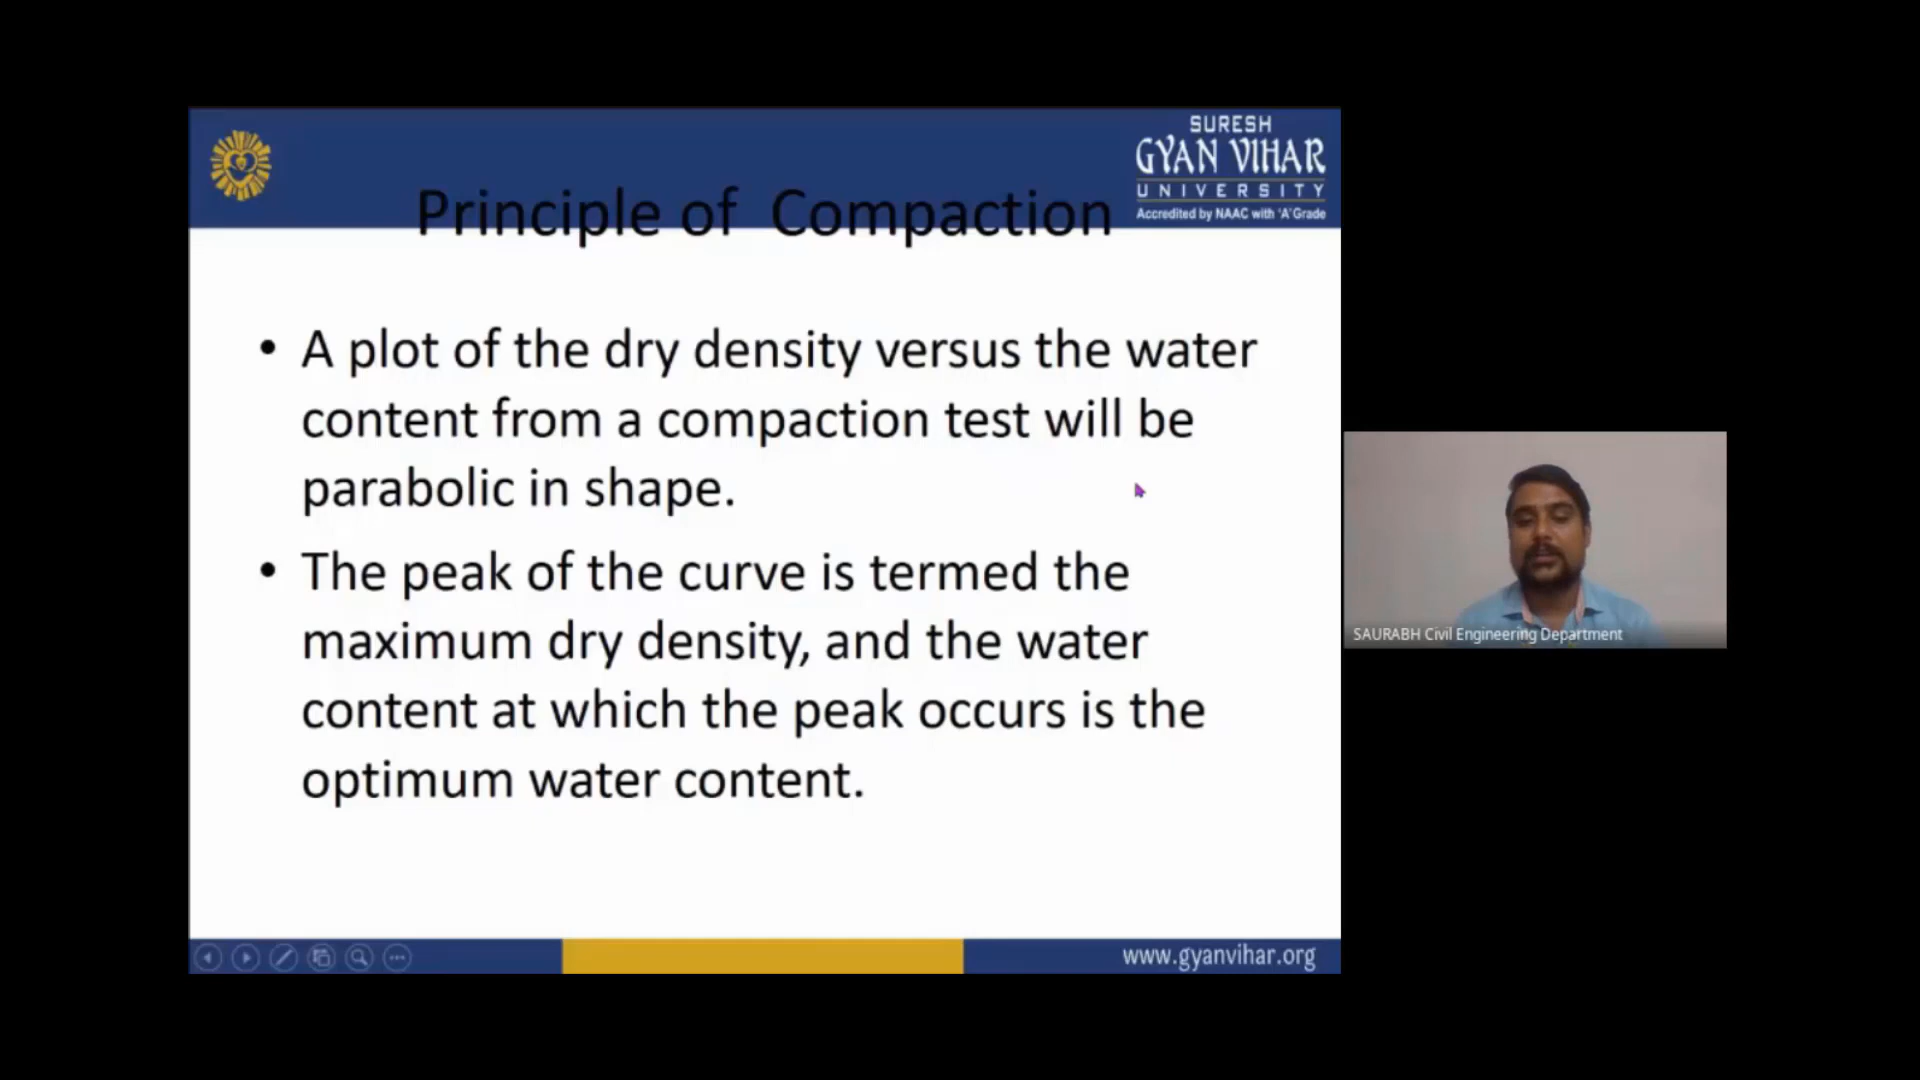 SURESH
GYAN VIHAR
UNIVERSITY
Accredited by NAAC with 'A' Grade
Principle of Compaction
• A plot of the dry density versus the water
content from a compaction test will be
parabolic in shape.
• The peak of the curve is termed the
maximum dry density, and the water
content at which the peak occurs is the
optimum water content.
SAURABH Civil Engineering Department
www.gyanvihar.org